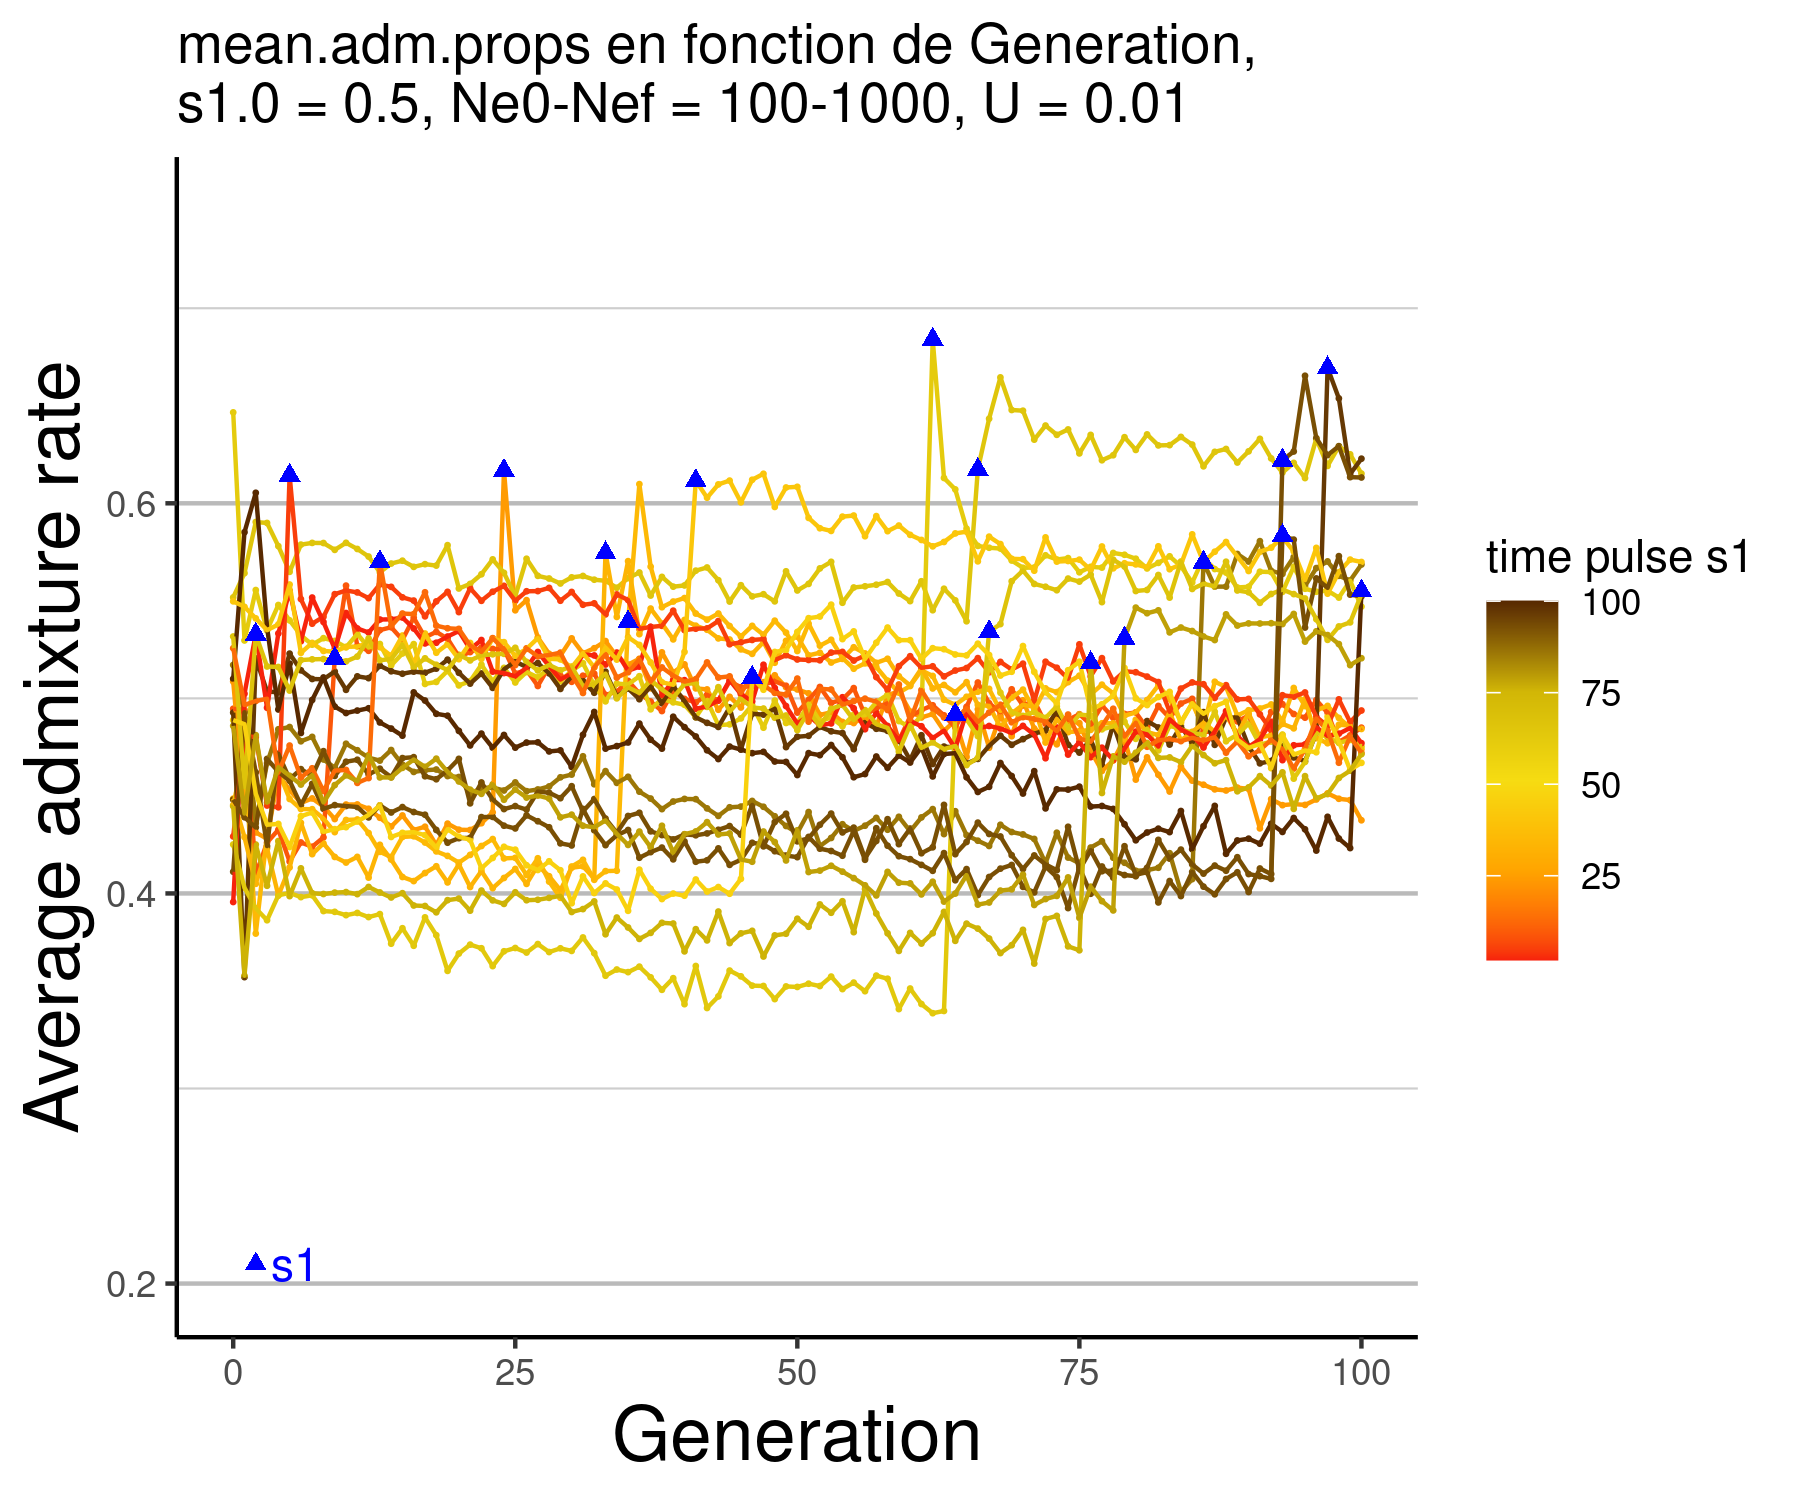 mean.adm.props en fonction de Generation,
s1.0 = 0.5, Ne0-Nef = 100-1000, U = 0.01
Average admixture rate
0.6
0.4
0.2
s1
0
25
50
75
100
Generation
time pulse s1
100
75
50
25